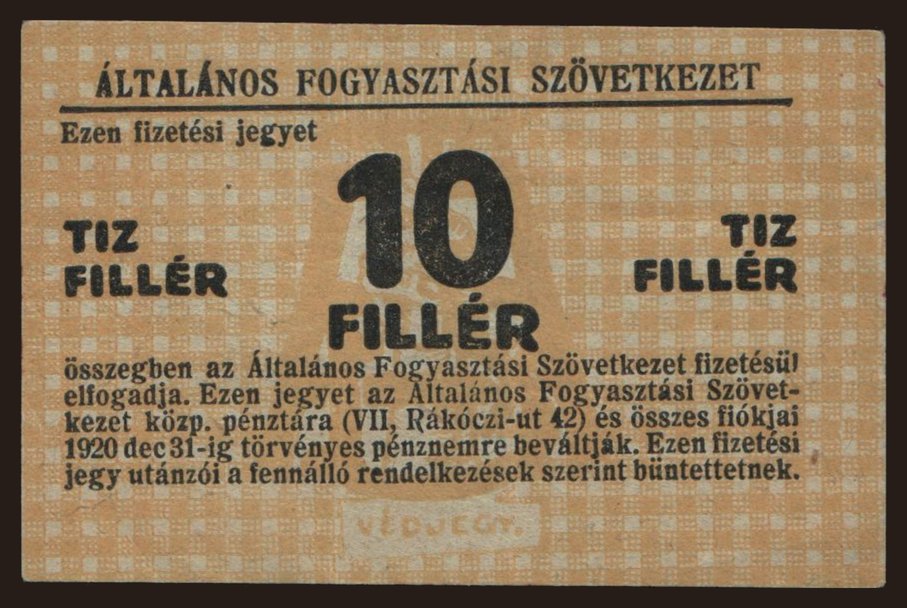 ÁLTALÁNOS FOGYASZTÁSI SZÖVETKEZET
Ezen fizetési jegyet
10
FILLÉR
TIZ
FILLÉR
TIZ
FILLÉR
összegben az Általános Fogyasztási Szövetkezet fizetésül
elfogadja. Ezen jegyet az Általános Fogyasztási Szövet-
kezet közp. pénztára (VII, Rákóczi-ut 42) és összes fiókjai
1920 dec 31-ig törvényes pénznemre beváltják. Ezen fizetési
jegy utánzói a fennálló rendelkezések szerint büntettetnek.
VÉDJEGY.